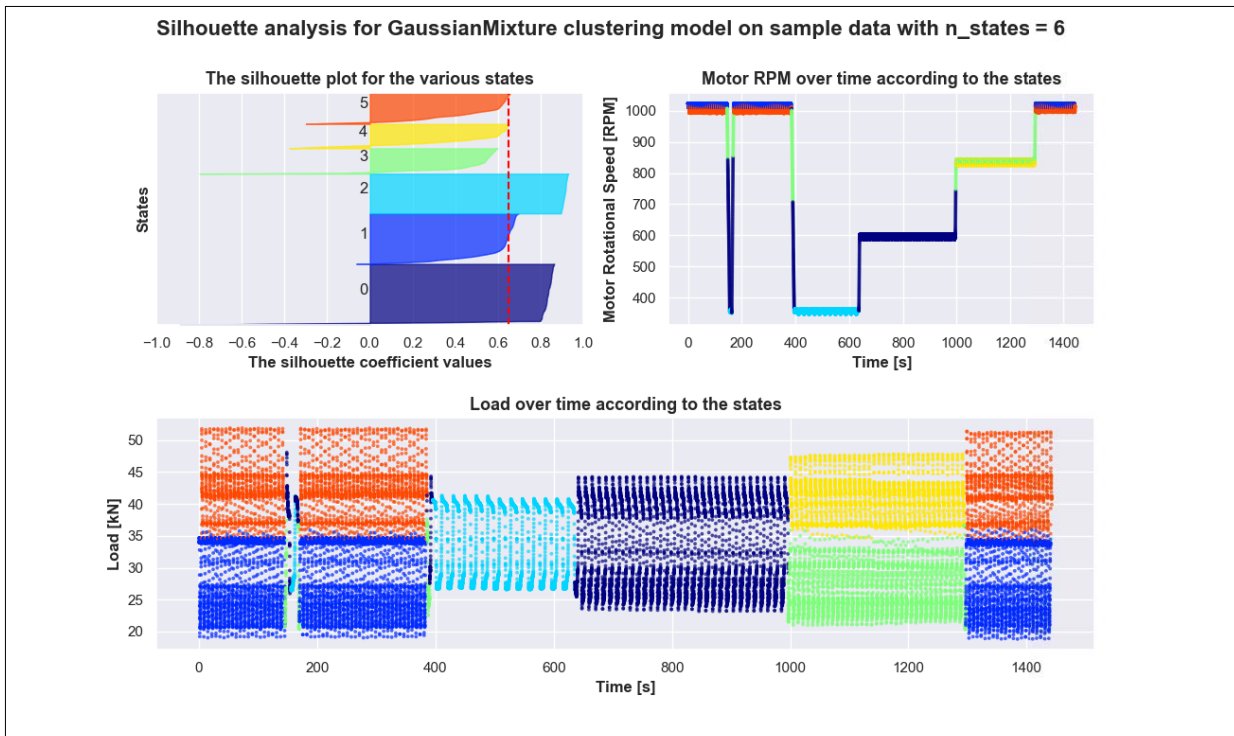 Silhouette analysis for GaussianMixture clustering model on sample data with n_states = 6
The silhouette plot for the various states
States
5
4
3
2
1
0
−1.0 −0.8 −0.6 −0.4 −0.2 0.0 0.2 0.4 0.6 0.8 1.0
The silhouette coefficient values
Motor RPM over time according to the states
Motor Rotational Speed [RPM]
1000
900
800
700
600
500
400
0 200 400 600 800 1000 1200 1400
Time [s]
Load over time according to the states
Load [kN]
50
45
40
35
30
25
20
0 200 400 600 800 1000 1200 1400
Time [s]